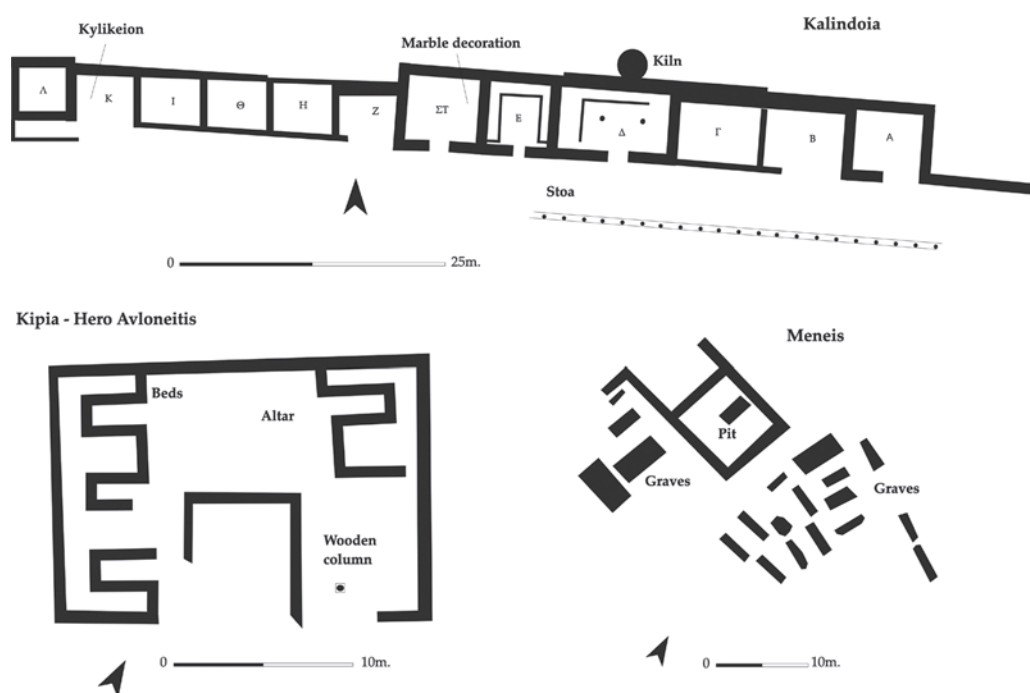 Kalindoia
Kylikeion
Marble decoration
Kiln
Λ
Κ
Ι
Θ
Η
Ζ
ΣΤ
Ε
Δ
Γ
Β
Α
Stoa
0 25m.
Kipia - Hero Avloneitis
Beds
Altar
Wooden
column
0 10m.
Meneis
Pit
Graves
Graves
0 10m.